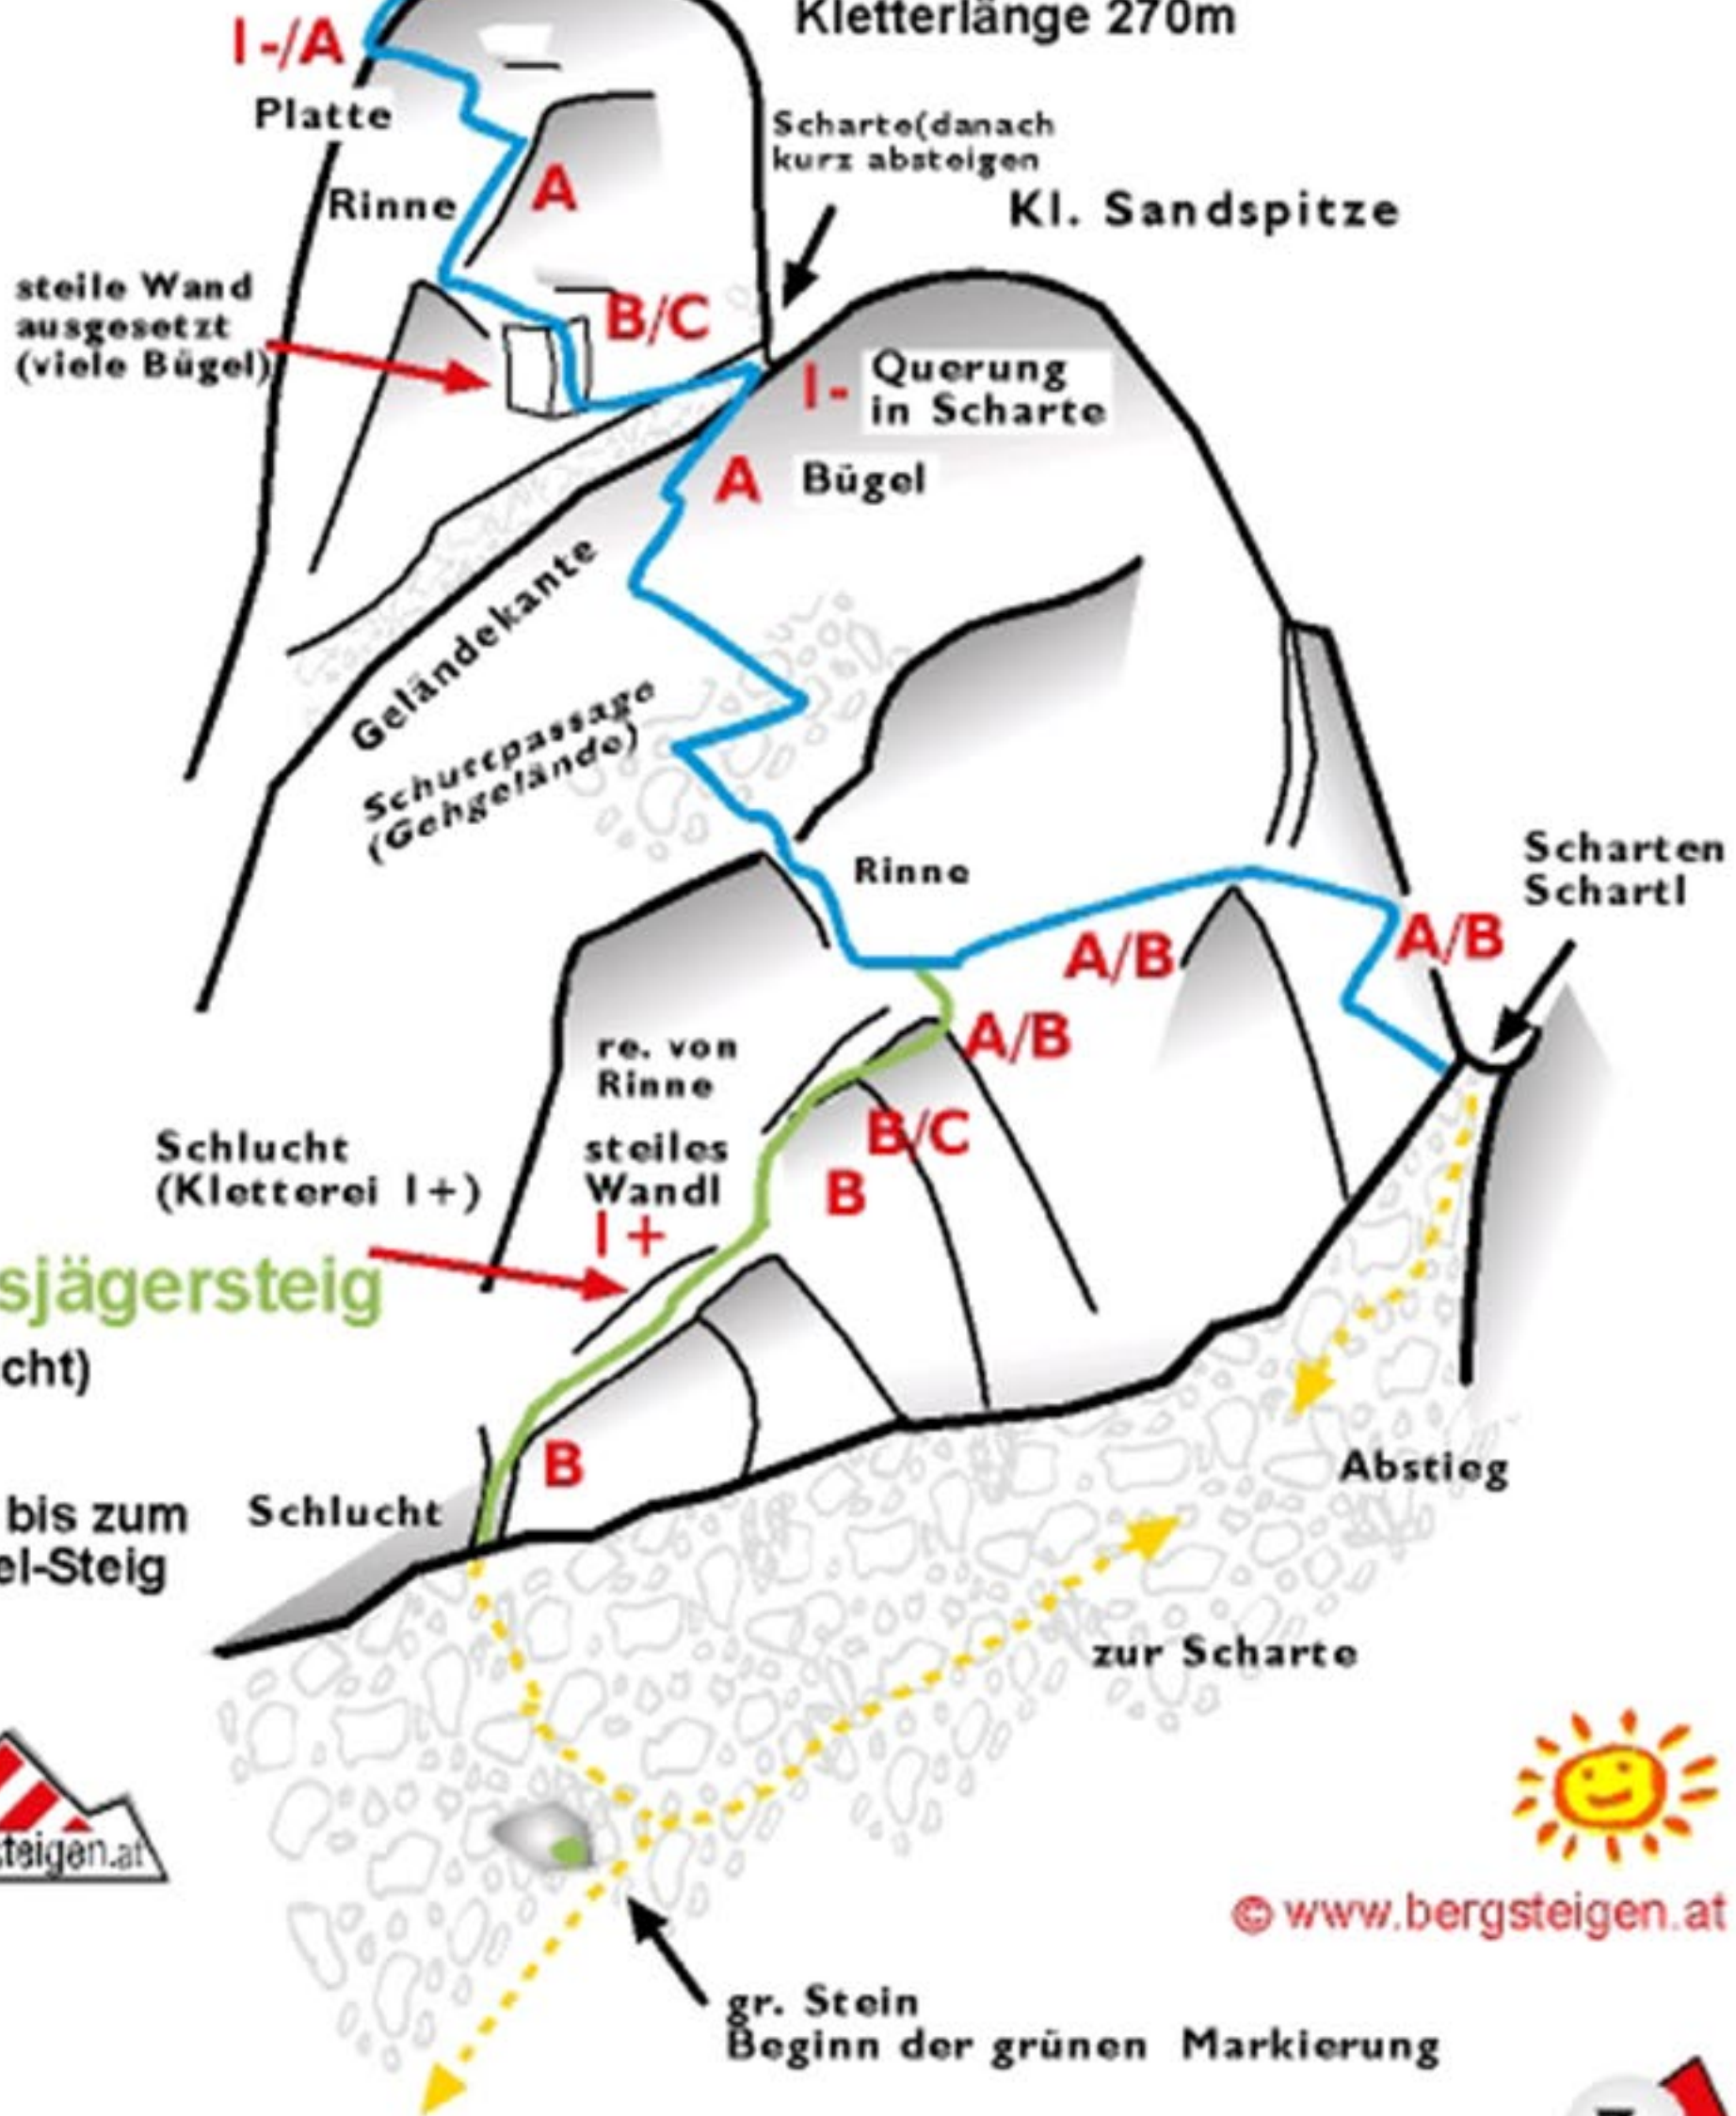 Kletterlänge 270m
I-/A
Platte
Scharte(danach
kurz absteigen
A
Rinne
Kl. Sandspitze
steile Wand
ausgesetzt
(viele Bügel)
B/C
I-
Querung
in Scharte
A
Bügel
Geländekante
Schuttpassage
(Gehgelände)
Rinne
Scharten
Schartl
A/B
A/B
A/B
re. von
Rinne
B/C
Schlucht
(Kletterei I+)
steiles
Wandl
I+
B
sjägersteig
cht)
B
Abstieg
bis zum
el-Steig
Schlucht
zur Scharte
steigen.at
© www.bergsteigen.at
gr. Stein
Beginn der grünen Markierung